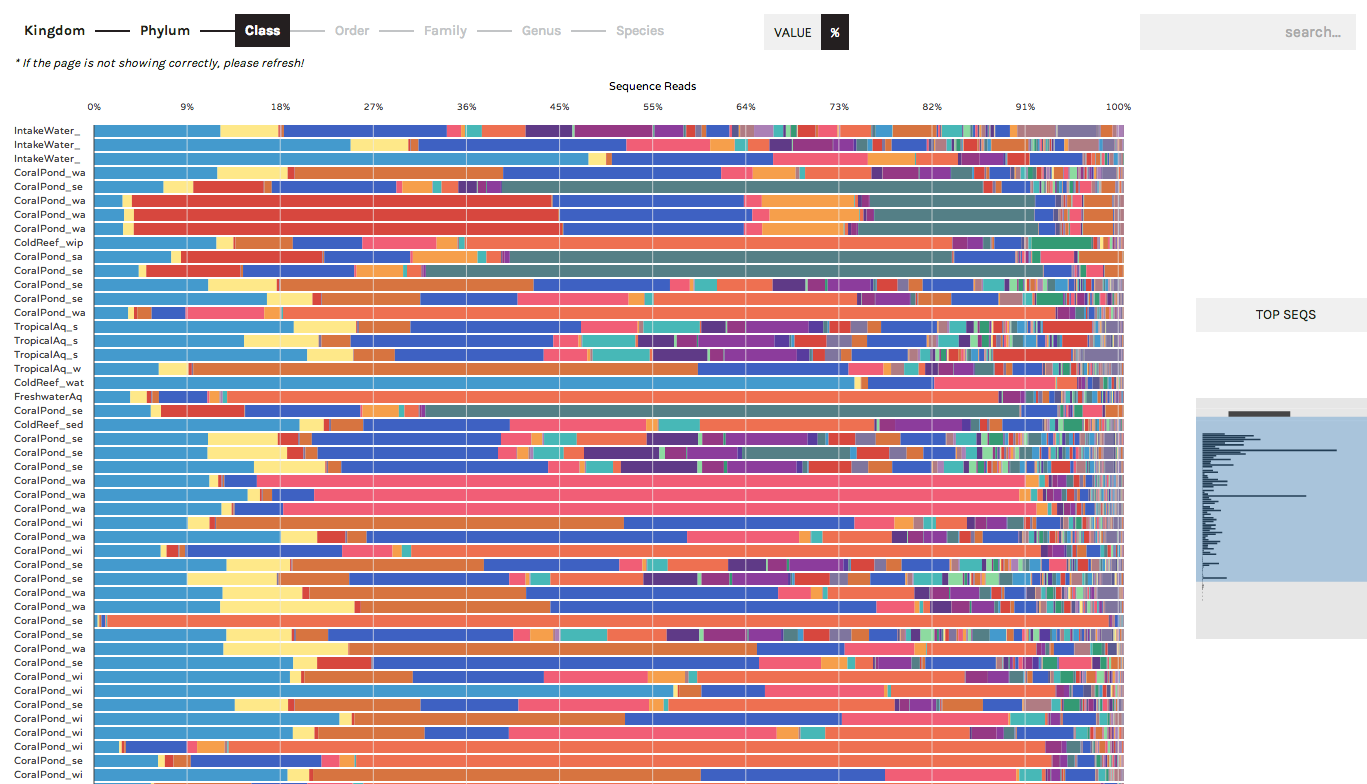 Kingdom Phylum Class Order Family Genus Species VALUE % search...
* If the page is not showing correctly, please refresh!
Sequence Reads
0% 9% 18% 27% 36% 45% 55% 64% 73% 82% 91% 100%
IntakeWater_
IntakeWater_
IntakeWater_
CoralPond_wa
CoralPond_se
CoralPond_wa
CoralPond_wa
CoralPond_wa
ColdReef_wip
CoralPond_sa
CoralPond_se
CoralPond_se
CoralPond_se
CoralPond_wa
TOP SEQS
TropicalAq_s
TropicalAq_s
TropicalAq_s
TropicalAq_w
ColdReef_wat
FreshwaterAq
CoralPond_se
ColdReef_sed
CoralPond_se
CoralPond_se
CoralPond_se
CoralPond_wa
CoralPond_wa
CoralPond_wa
CoralPond_wi
CoralPond_wa
CoralPond_wi
CoralPond_se
CoralPond_se
CoralPond_wa
CoralPond_wa
CoralPond_se
CoralPond_se
CoralPond_wa
CoralPond_se
CoralPond_wi
CoralPond_wi
CoralPond_se
CoralPond_wi
CoralPond_wi
CoralPond_wi
CoralPond_se
CoralPond_wi